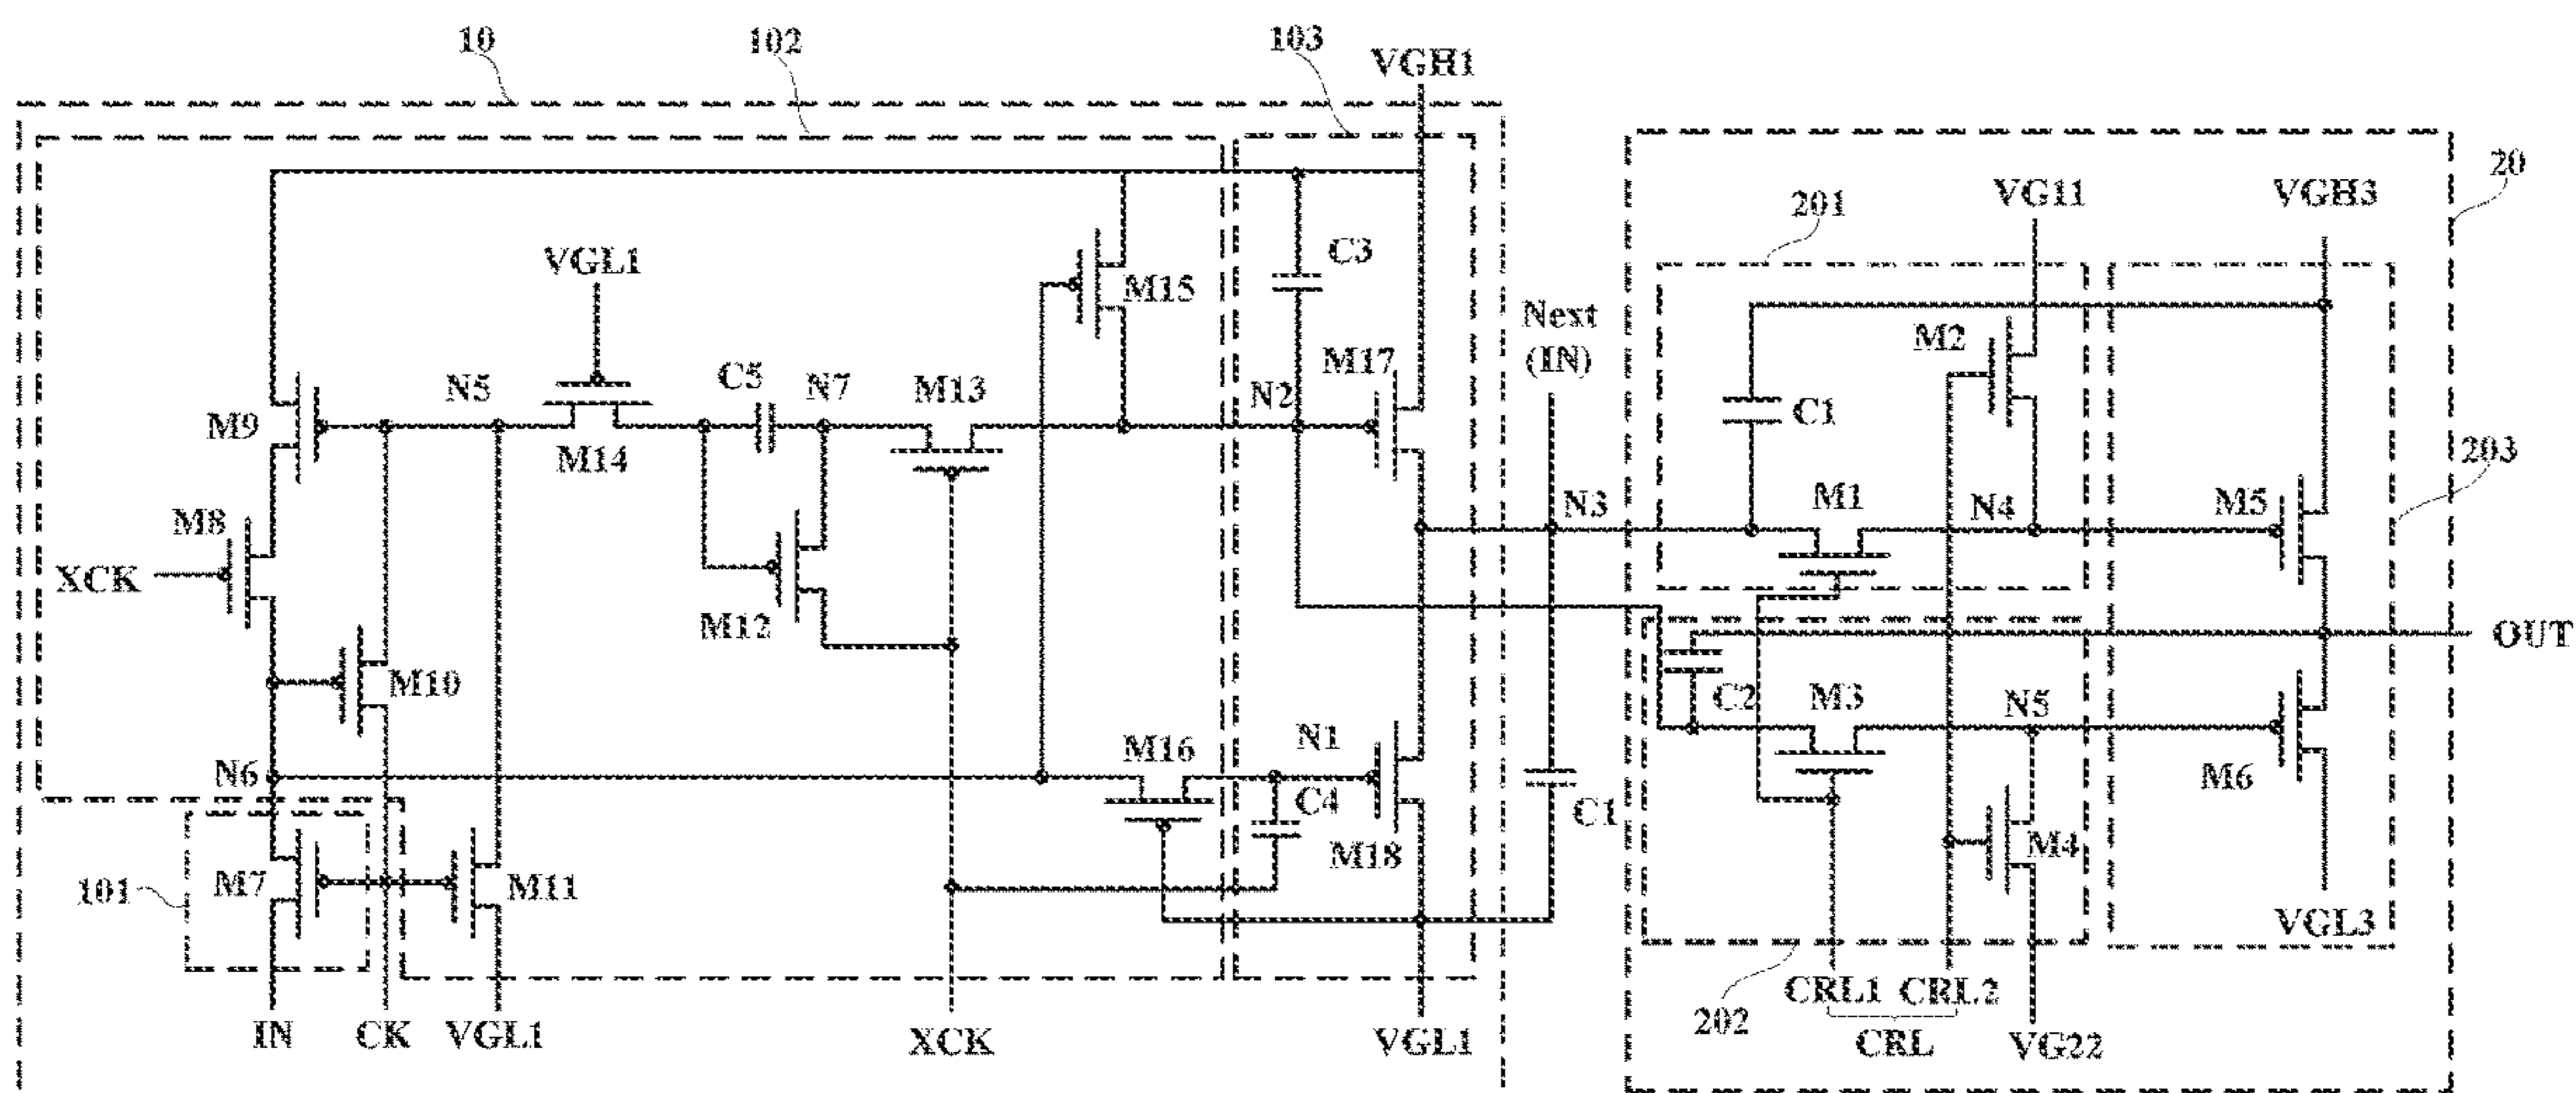 10
102
103
VGH1
20
VG11
VGH3
201
VGL1
C3
M15
Next
(IN)
M2
M17
C5
N7
M13
N2
N5
M9
C1
M14
203
M1
N4
M5
N3
M8
XCK
M12
OUT
M10
C2
M3
N5
M16
N1
N6
M6
C4
C1
M18
M4
M7
M11
101
VGL3
CRL1
CRL2
202
IN
CK
VGL1
XCK
VGL1
CRL
VG22